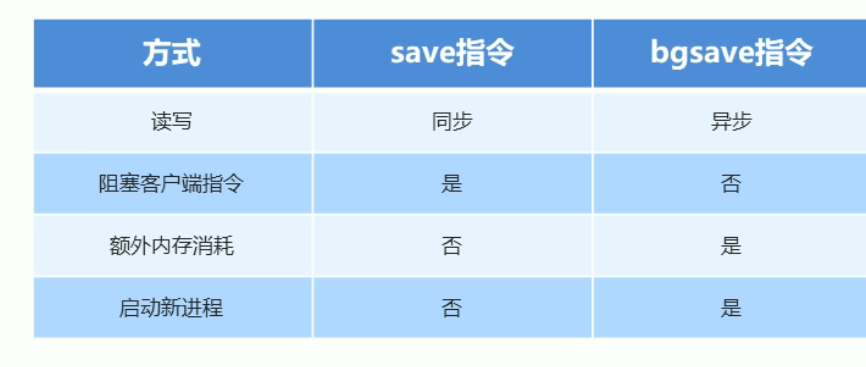 方式 save指令 bgsave指令
读写 同步 异步
阻塞客户端指令 是 否
额外内存消耗 否 是
启动新进程 否 是